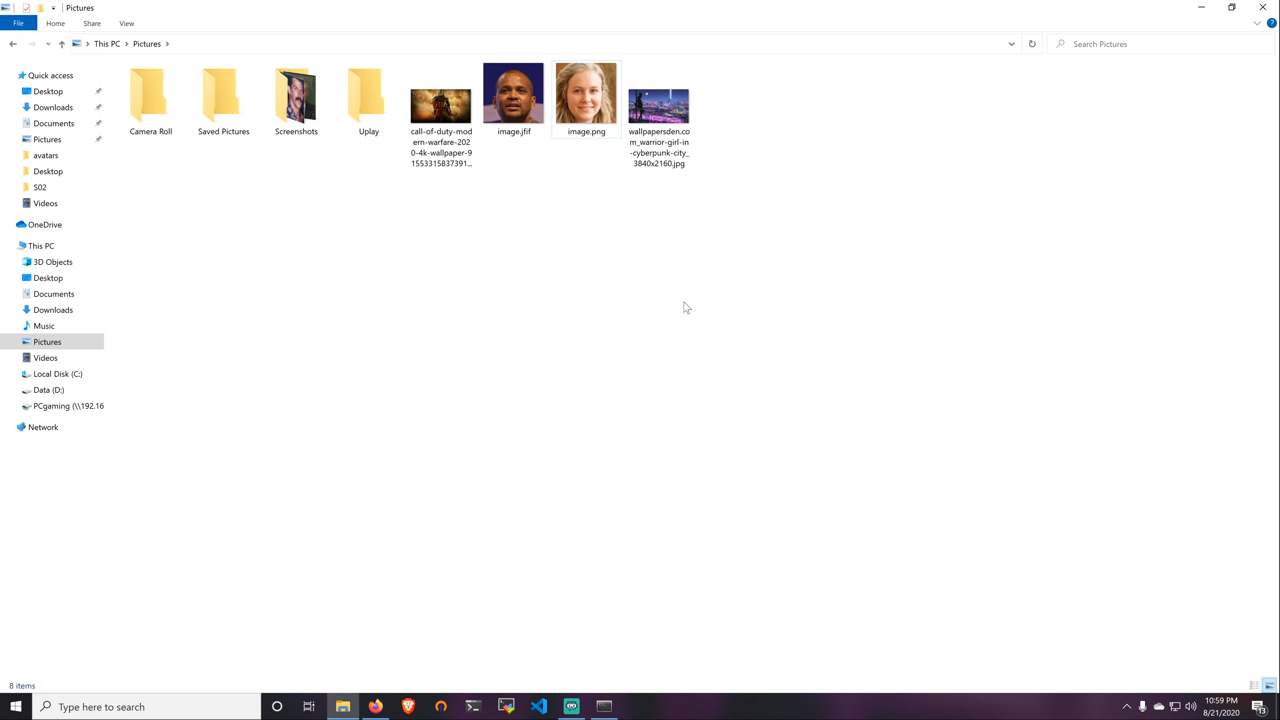 Pictures
File
Home
Share
View
This PC
Pictures
Search Pictures
Quick access
Desktop
Downloads
Documents
Pictures
avatars
Desktop
S02
Videos
OneDrive
This PC
3D Objects
Desktop
Documents
Downloads
Music
Pictures
Videos
Local Disk (C:)
Data (D:)
PCgaming (\\192.16
Network
Camera Roll
Saved Pictures
Screenshots
Uplay
call-of-duty-mod
ern-warfare-202
0-4k-wallpaper-9
1553315837391...
image.jfif
image.png
wallpapersden.co
m_warrior-girl-in
-cyberpunk-city_
3840x2160.jpg
8 items
Type here to search
10:59 PM
8/21/2020
13